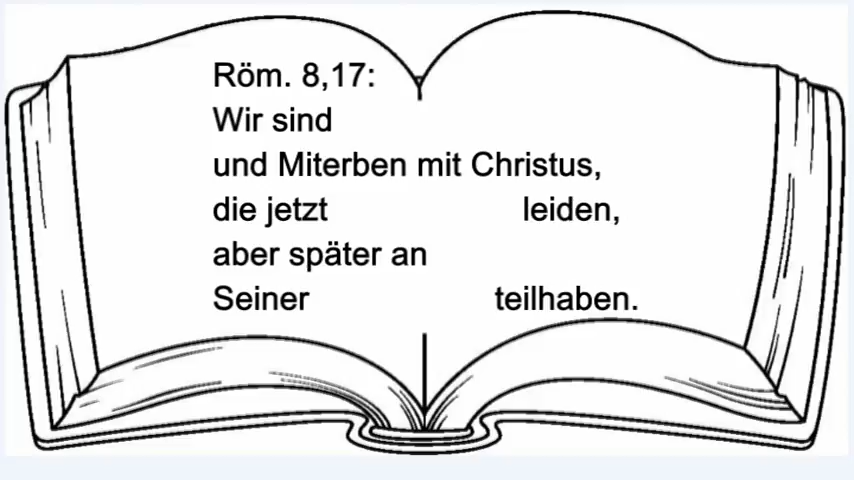 Röm. 8,17:
Wir sind
und Miterben mit Christus,
die jetzt leiden,
aber später an
Seiner teilhaben.